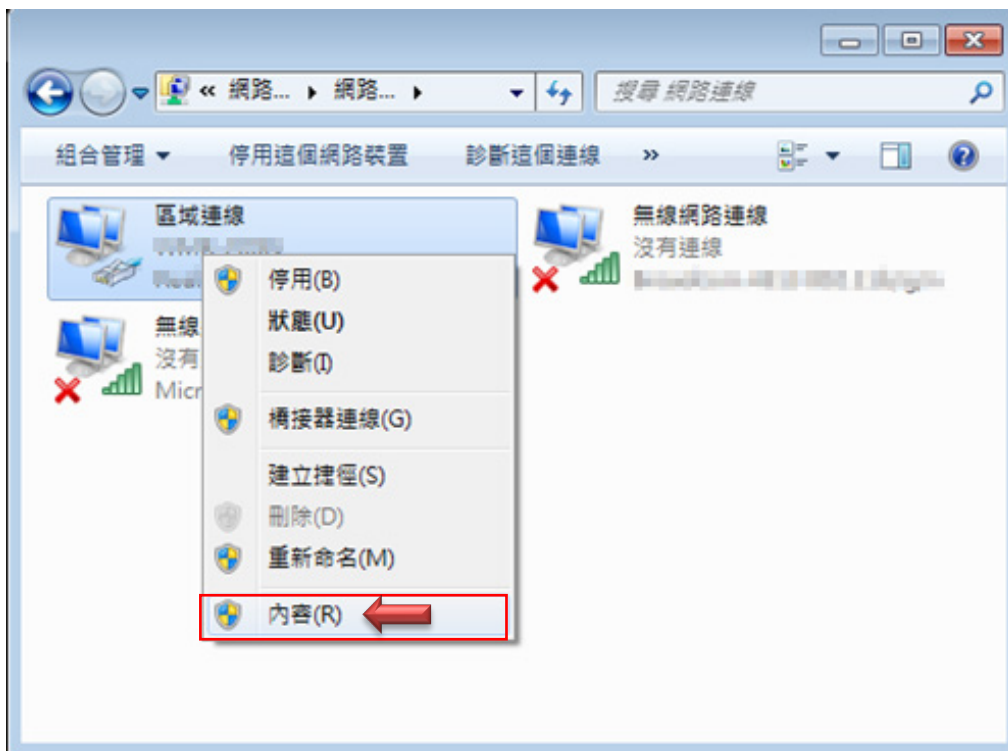 « 網路... ▸ 網路... ▸
搜尋 網路連線
組合管理 停用這個網路裝置 診斷這個連線 »
區域連線
無線網路連線
沒有連線
無線
沒有
Micr
停用(B)
狀態(U)
診斷(I)
橋接器連線(G)
建立捷徑(S)
刪除(D)
重新命名(M)
內容(R)